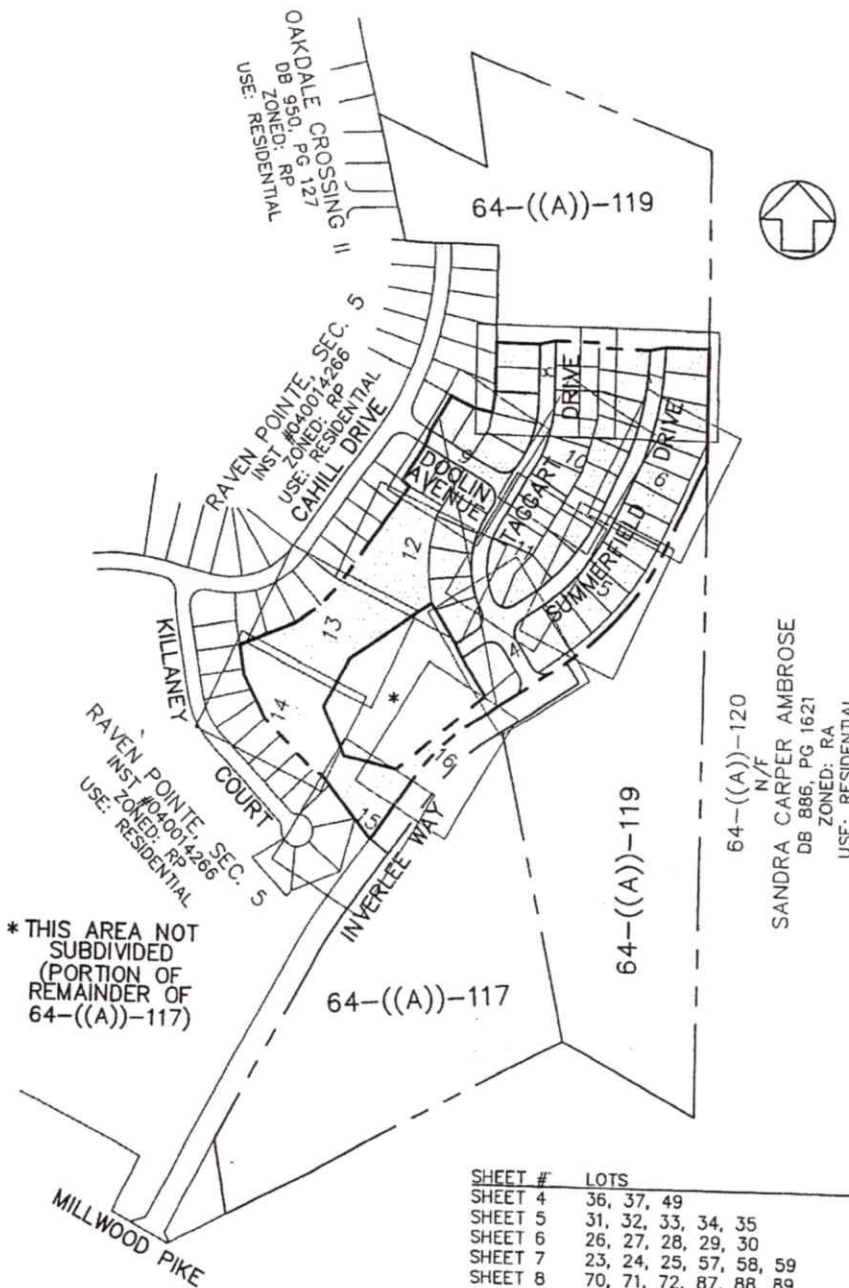 OAKDALE CROSSING II
DB 950, PG 127
ZONED: RP
USE: RESIDENTIAL
64-((A))-119
RAVEN POINTE, SEC. 5
INST #040014266
ZONED: RP
USE: RESIDENTIAL
CAHILL DRIVE
DOOLIN
AVENUE
TAGGART
DRIVE
SUMMERFIELD
DRIVE
9
10
11
12
13
14
15
16
4
5
6
*
KILLANEY
COURT
RAVEN POINTE, SEC. 5
INST #040014266
ZONED: RP
USE: RESIDENTIAL
INVERLEE WAY
64-((A))-120
N/F
SANDRA CARPER AMBROSE
DB 886, PG 1621
ZONED: RA
USE: RESIDENTIAL
64-((A))-119
* THIS AREA NOT
SUBDIVIDED
(PORTION OF
REMAINDER OF
64-((A))-117)
64-((A))-117
MILLWOOD PIKE
SHEET # LOTS
SHEET 4 36, 37, 49
SHEET 5 31, 32, 33, 34, 35
SHEET 6 26, 27, 28, 29, 30
SHEET 7 23, 24, 25, 57, 58, 59
SHEET 8 70, 71, 72, 87, 88, 89